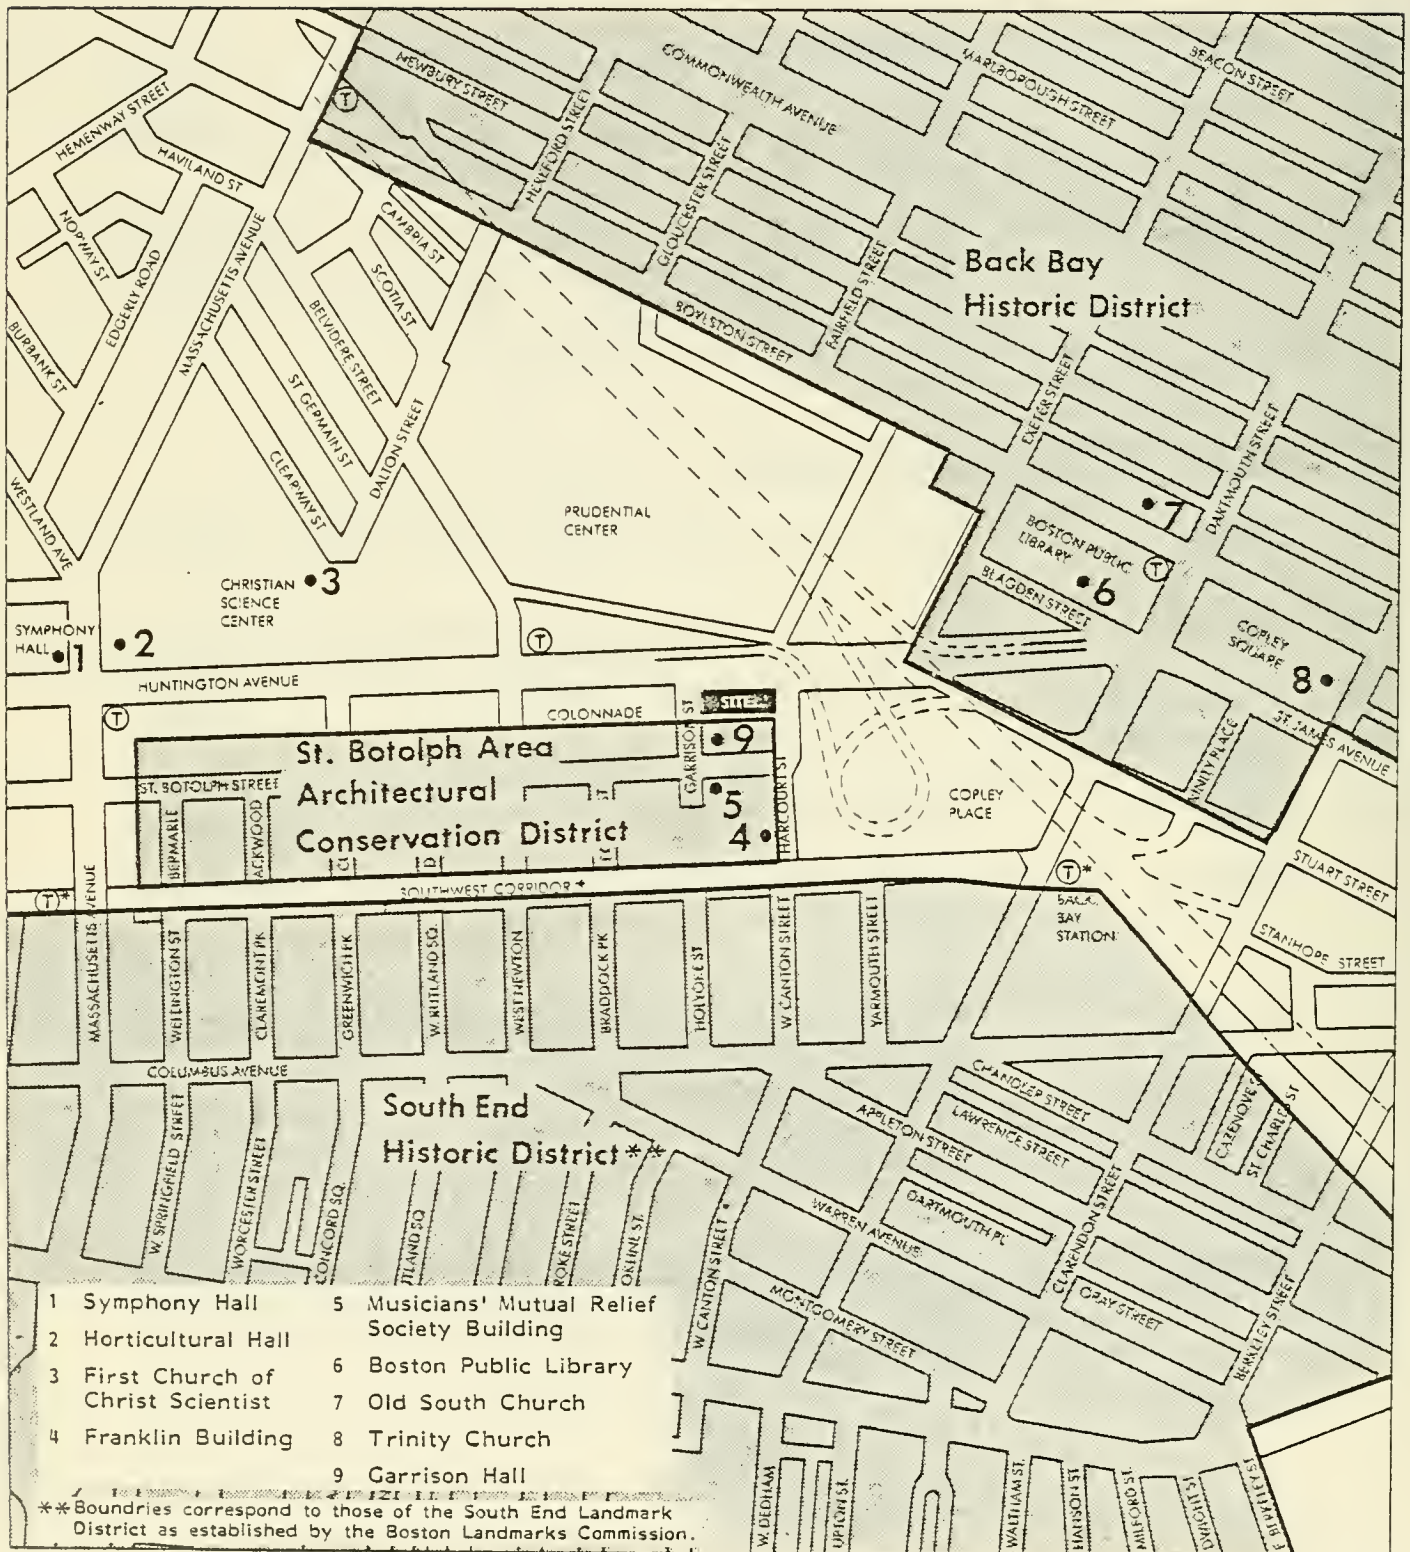 NEWBURY STREET
COMMONWEALTH AVENUE
MARLBOROUGH STREET
BEACON STREET
HEMENWAY STREET
HAVILAND ST
HEREFORD STREET
GLOUCESTER STREET
CAMBRIA ST
NORWAY ST
EDGERLY ROAD
MASSACHUSETTS AVENUE
SCOTIA ST
BELVIDERE STREET
BURBANK ST
ST GERMAIN ST
CLEARWAY ST
DALTON STREET
WESTLAND AVE
Back Bay
Historic District
FAIRFIELD STREET
BOYLSTON STREET
EXETER STREET
DARTMOUTH STREET
PRUDENTIAL
CENTER
BOSTON PUBLIC
LIBRARY
BLAGDEN STREET
7
6
T
T
CHRISTIAN
SCIENCE
CENTER
3
SYMPHONY
HALL
1
2
T
COPLEY
SQUARE
8
HUNTINGTON AVENUE
T
COLONNADE
GARRISON ST
SITE
9
5
4
HARCOURT ST
ST JAMES AVENUE
St. Botolph Area
Architectural
Conservation District
ST. BOTOLPH STREET
COPLEY
PLACE
STUART STREET
STANHOPE STREET
SOUTHWEST CORRIDOR *
T*
T*
BACK
BAY
STATION
MASSACHUSETTS AVENUE
WELLINGTON ST
CLAREMONT PK
GREENWICH PK
W. RUTLAND SQ.
WEST NEWTON
BRADDOCK PK
HOLYOKE ST
W CANTON STREET
YARMOUTH STREET
COLUMBUS AVENUE
South End
Historic District**
CHANDLER STREET
LAWRENCE STREET
APPLETON STREET
CAZENOVE S
ST CHARLES ST
W. SPRINGFIELD STREET
WORCESTER STREET
CONCORD SQ.
TLAND SQ
ROKE STREET
W CANTON STREET
WARREN AVENUE
DARTMOUTH PL
CLARENDON STREET
MONTGOMERY STREET
GRAY STREET
BERKELEY STREET
W. DEDHAM
UPTON ST.
WALTHAM ST.
HANSON ST
MILFORD ST.
DWIGHT ST
1 Symphony Hall
2 Horticultural Hall
3 First Church of
Christ Scientist
4 Franklin Building
5 Musicians' Mutual Relief
Society Building
6 Boston Public Library
7 Old South Church
8 Trinity Church
9 Garrison Hall
**Boundries correspond to those of the South End Landmark
District as established by the Boston Landmarks Commission.